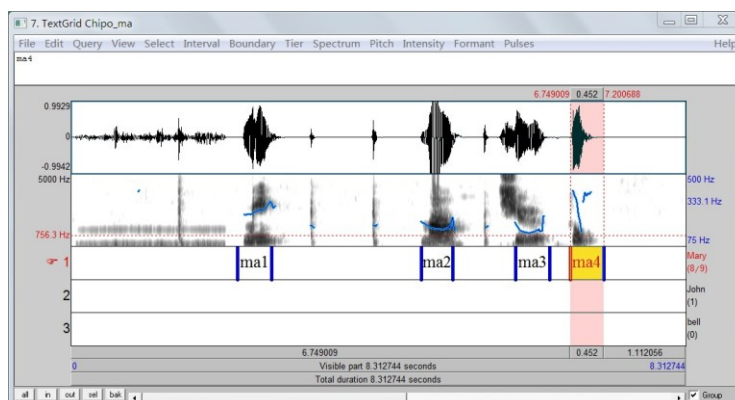 7. TextGrid Chipo_ma
File Edit Query View Select Interval Boundary Tier Spectrum Pitch Intensity Formant Pulses Help
ma4
6.749009 0.452 7.200688
0.9929
0
-0.9942
5000 Hz 500 Hz
333.1 Hz
756.3 Hz
75 Hz
1 ma1 ma2 ma3 ma4 Mary
(8/9)
2 John
(1)
3 bell
(0)
6.749009 0.452 1.112056
0 Visible part 8.312744 seconds 8.312744
Total duration 8.312744 seconds
all in out sel bak Group